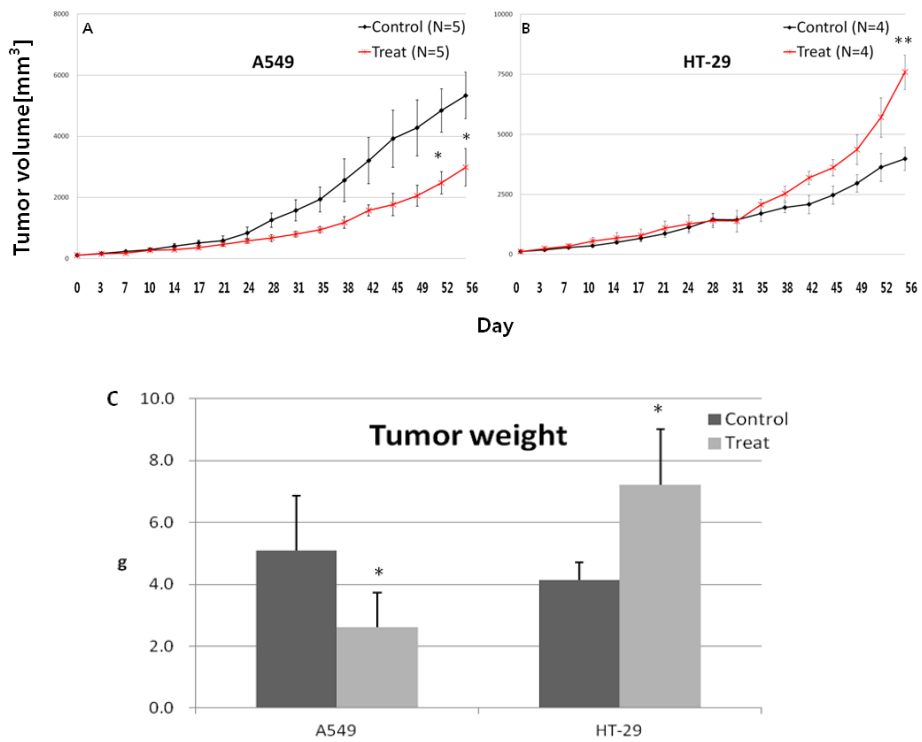 Tumor volume[mm³]
A
A549
Control (N=5)
Treat (N=5)
8000
6000
4000
2000
0
*
*
0 3 7 10 14 17 21 24 28 31 35 38 42 45 49 52 56
B
HT-29
Control (N=4)
Treat (N=4)
10000
7500
5000
2500
0
**
0 3 7 10 14 17 21 24 28 31 35 38 42 45 49 52 56
Day
C
Tumor weight
Control
Treat
10.0
8.0
6.0
4.0
2.0
0.0
g
*
*
A549 HT-29